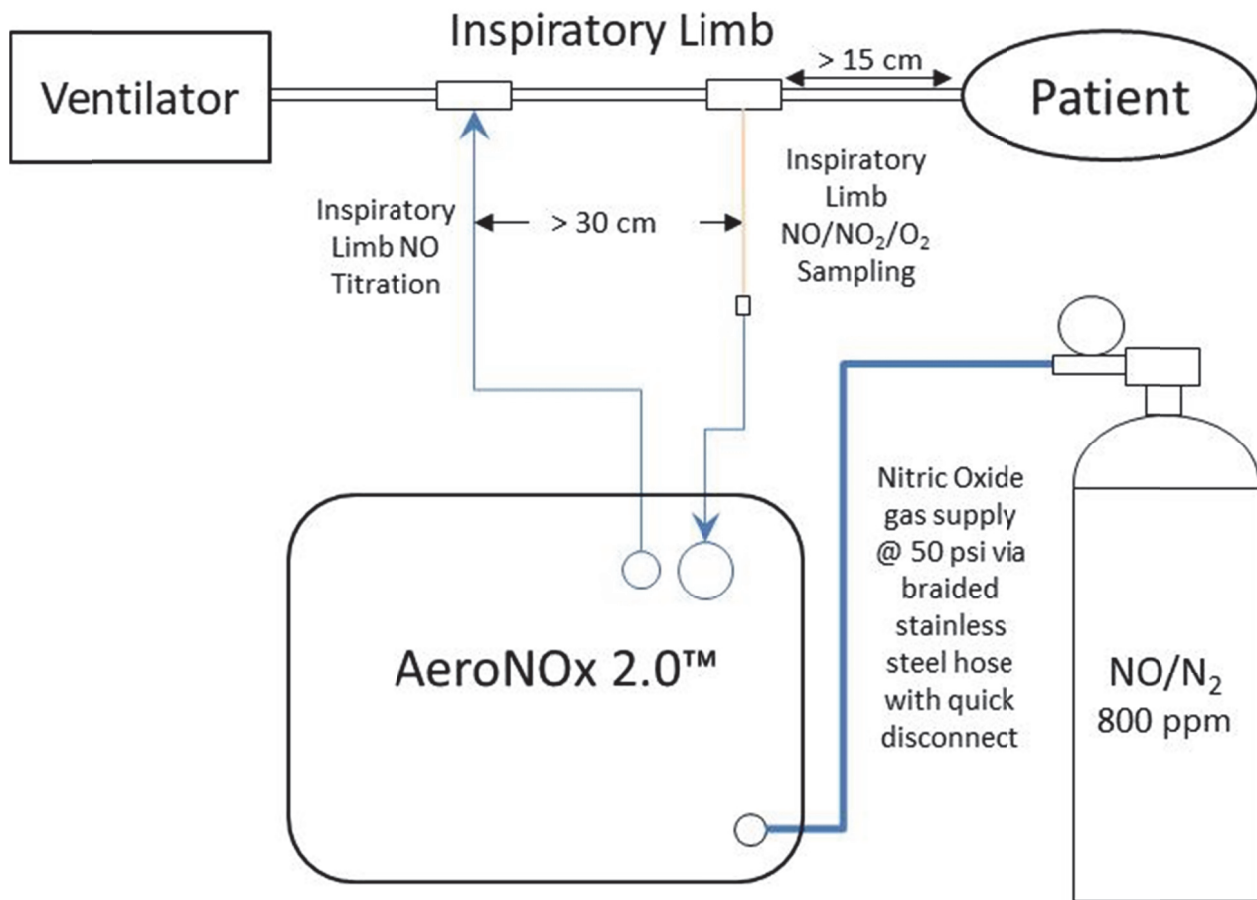 Inspiratory Limb
Ventilator
> 15 cm
Patient
Inspiratory
Limb NO
Titration
> 30 cm
Inspiratory
Limb
NO/NO₂/O₂
Sampling
Nitric Oxide
gas supply
@ 50 psi via
braided
stainless
steel hose
with quick
disconnect
AeroNOx 2.0™
NO/N₂
800 ppm